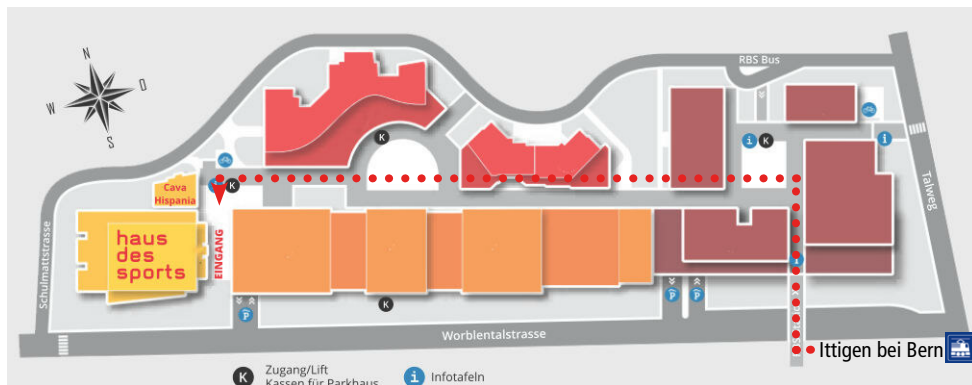 N
O
W
S
RBS Bus
K
i
K
i
K
Cava
Hispania
haus
des
sports
EINGANG
Schulmattstrasse
Talweg
i
K
P
P
P
Worblentalstrasse
Ittigen bei Bern
K
Zugang/Lift
Kassen für Parkhaus
i
Infotafeln